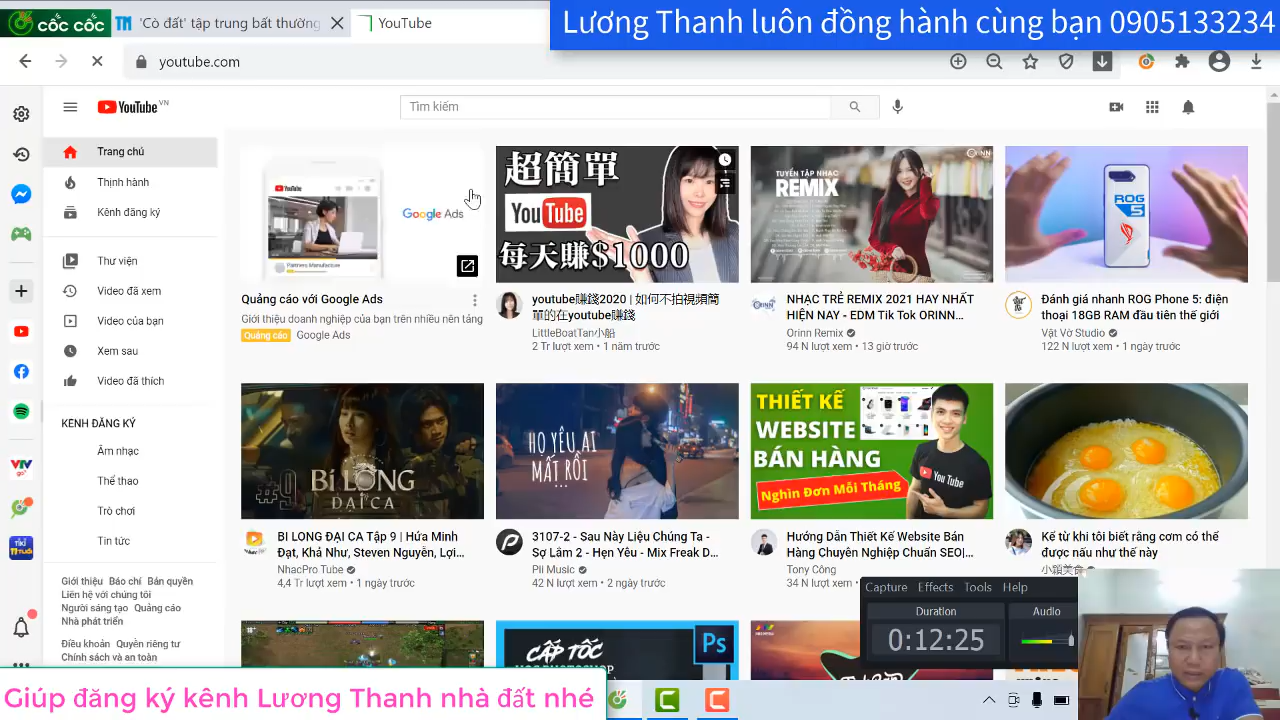 cốc cốc
'Cò đất' tập trung bất thường
YouTube
Lương Thanh luôn đồng hành cùng bạn 0905133234
youtube.com
YouTube VN
Tìm kiếm
Trang chủ
Thịnh hành
Kênh đăng ký
Thư viện
Video đã xem
Video của bạn
Xem sau
Video đã thích
KÊNH ĐĂNG KÝ
Âm nhạc
Thể thao
Trò chơi
Tin tức
Giới thiệu Báo chí Bản quyền
Liên hệ với chúng tôi
Người sáng tạo Quảng cáo
Nhà phát triển
Điều khoản Quyền riêng tư
Chính sách và an toàn
YouTube
Google Ads
Quảng cáo với Google Ads
Giới thiệu doanh nghiệp của bạn trên nhiều nền tảng
Quảng cáo Google Ads
超簡單
YouTube
每天賺$1000
youtube賺錢2020 | 如何不拍視頻簡
單的在youtube賺錢
LittleBoatTan小船
2 Tr lượt xem • 1 năm trước
ORINN
TUYỂN TẬP NHẠC
REMIX
NHẠC TRẺ REMIX 2021 HAY NHẤT
HIỆN NAY - EDM Tik Tok ORINN...
Orinn Remix
94 N lượt xem • 13 giờ trước
ROG
5
Đánh giá nhanh ROG Phone 5: điện
thoại 18GB RAM đầu tiên thế giới
Vật Vờ Studio
122 N lượt xem • 1 ngày trước
#9 BI LONG
ĐẠI CA
BI LONG ĐẠI CA Tập 9 | Hứa Minh
Đạt, Khả Như, Steven Nguyễn, Lợi...
NhacPro Tube
4,4 Tr lượt xem • 1 ngày trước
HỌ YÊU AI
MẤT RỒI
...
3107-2 - Sau Này Liệu Chúng Ta -
Sợ Lắm 2 - Hẹn Yêu - Mix Freak D...
Pil Music
42 N lượt xem • 2 ngày trước
THIẾT KẾ
WEBSITE
BÁN HÀNG
Nghìn Đơn Mỗi Tháng
You Tube
Hướng Dẫn Thiết Kế Website Bán
Hàng Chuyên Nghiệp Chuẩn SEO|...
Tony Công
34 N lượt xem •
Kể từ khi tôi biết rằng cơm có thể
được nấu như thế này
CẤP TỐC
HỌC PHOTOSHOP
Ps
Capture Effects Tools Help
Duration
Audio
0:12:25
VTV
go
TIKI
11 TUỔI
Giúp đăng ký kênh Lương Thanh nhà đất nhé